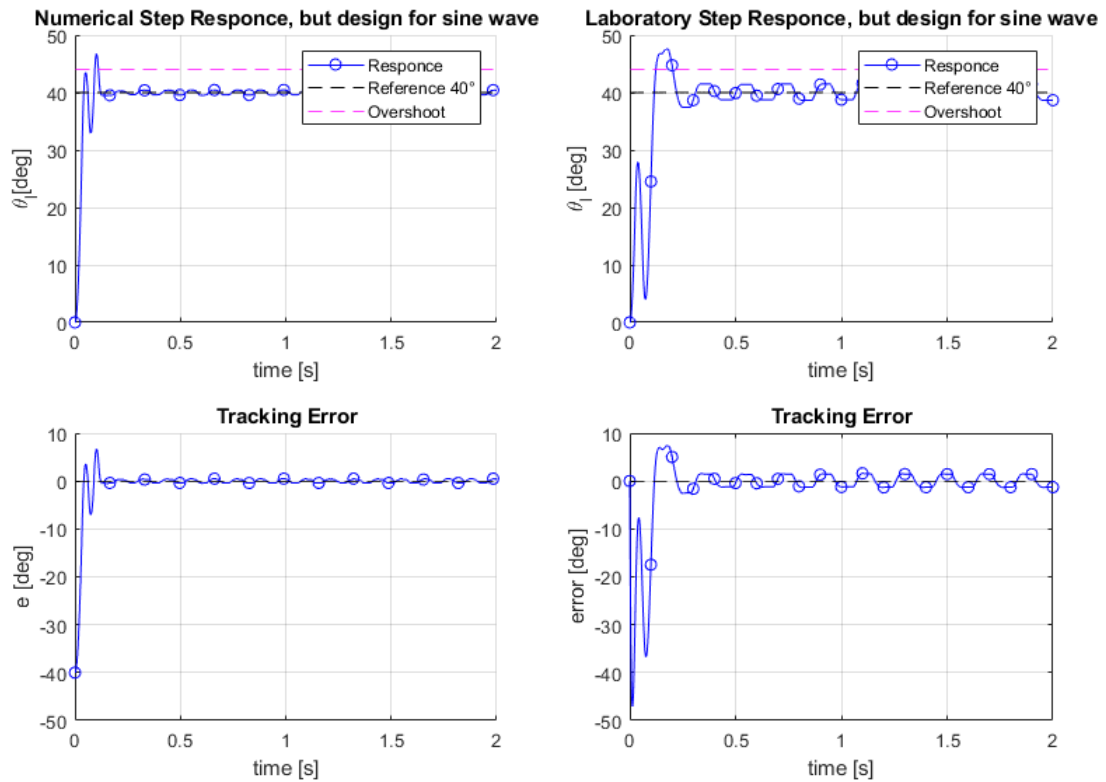 Numerical Step Responce, but design for sine wave
50
40
30
20
10
0
θl[deg]
0
0.5
1
1.5
2
time [s]
Responce
Reference 40°
Overshoot
Laboratory Step Responce, but design for sine wave
50
40
30
20
10
0
θl [deg]
0
0.5
1
1.5
2
time [s]
Responce
Reference 40°
Overshoot
Tracking Error
10
0
-10
-20
-30
-40
-50
e [deg]
0
0.5
1
1.5
2
time [s]
Tracking Error
10
0
-10
-20
-30
-40
-50
error [deg]
0
0.5
1
1.5
2
time [s]